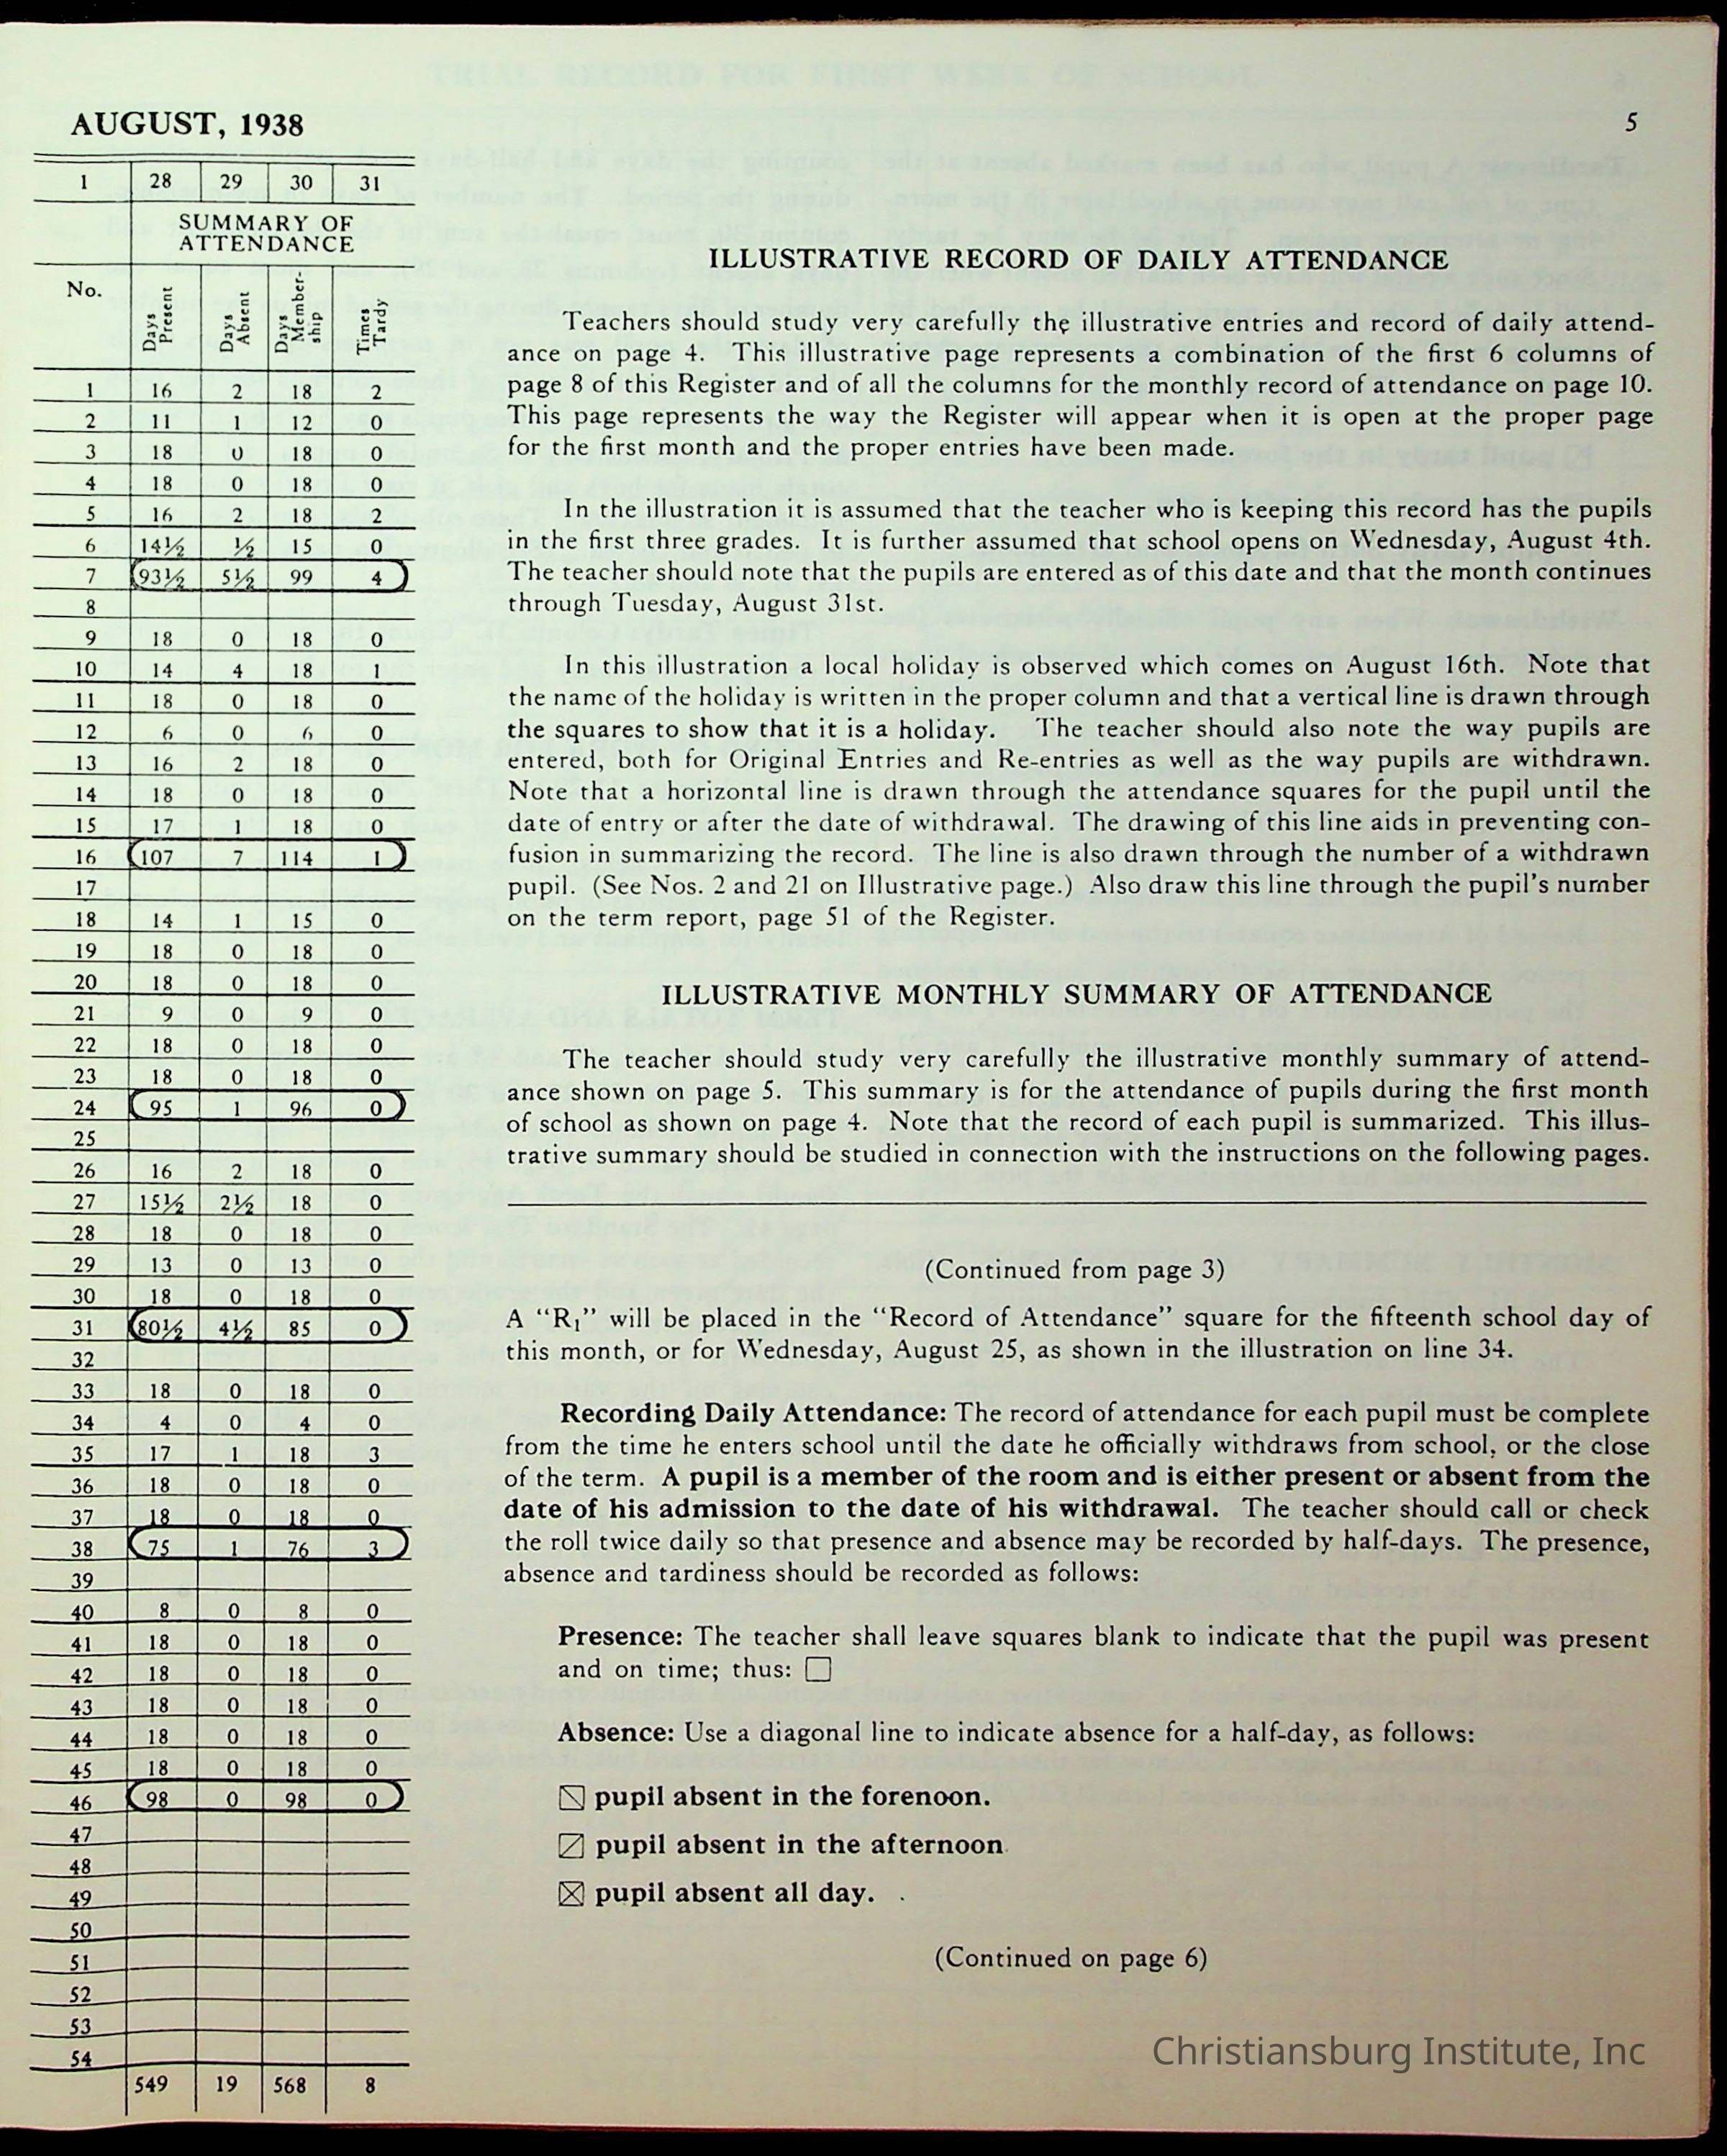 AUGUST, 1938
5
1 28 29 30 31
SUMMARY OF
ATTENDANCE
No. Days Present Days Absent Days Member-ship Times Tardy
1 16 2 18 2
2 11 1 12 0
3 18 0 18 0
4 18 0 18 0
5 16 2 18 2
6 14½ ½ 15 0
7 93½ 5½ 99 4
8
9 18 0 18 0
10 14 4 18 1
11 18 0 18 0
12 6 0 6 0
13 16 2 18 0
14 18 0 18 0
15 17 1 18 0
16 107 7 114 1
17
18 14 1 15 0
19 18 0 18 0
20 18 0 18 0
21 9 0 9 0
22 18 0 18 0
23 18 0 18 0
24 95 1 96 0
25
26 16 2 18 0
27 15½ 2½ 18 0
28 18 0 18 0
29 13 0 13 0
30 18 0 18 0
31 80½ 4½ 85 0
32
33 18 0 18 0
34 4 0 4 0
35 17 1 18 3
36 18 0 18 0
37 18 0 18 0
38 75 1 76 3
39
40 8 0 8 0
41 18 0 18 0
42 18 0 18 0
43 18 0 18 0
44 18 0 18 0
45 18 0 18 0
46 98 0 98 0
47
48
49
50
51
52
53
54
549 19 568 8
ILLUSTRATIVE RECORD OF DAILY ATTENDANCE
Teachers should study very carefully the illustrative entries and record of daily attend-
ance on page 4. This illustrative page represents a combination of the first 6 columns of
page 8 of this Register and of all the columns for the monthly record of attendance on page 10.
This page represents the way the Register will appear when it is open at the proper page
for the first month and the proper entries have been made.
In the illustration it is assumed that the teacher who is keeping this record has the pupils
in the first three grades. It is further assumed that school opens on Wednesday, August 4th.
The teacher should note that the pupils are entered as of this date and that the month continues
through Tuesday, August 31st.
In this illustration a local holiday is observed which comes on August 16th. Note that
the name of the holiday is written in the proper column and that a vertical line is drawn through
the squares to show that it is a holiday. The teacher should also note the way pupils are
entered, both for Original Entries and Re-entries as well as the way pupils are withdrawn.
Note that a horizontal line is drawn through the attendance squares for the pupil until the
date of entry or after the date of withdrawal. The drawing of this line aids in preventing con-
fusion in summarizing the record. The line is also drawn through the number of a withdrawn
pupil. (See Nos. 2 and 21 on Illustrative page.) Also draw this line through the pupil's number
on the term report, page 51 of the Register.
ILLUSTRATIVE MONTHLY SUMMARY OF ATTENDANCE
The teacher should study very carefully the illustrative monthly summary of attend-
ance shown on page 5. This summary is for the attendance of pupils during the first month
of school as shown on page 4. Note that the record of each pupil is summarized. This illus-
trative summary should be studied in connection with the instructions on the following pages.
(Continued from page 3)
A "R₁" will be placed in the "Record of Attendance" square for the fifteenth school day of
this month, or for Wednesday, August 25, as shown in the illustration on line 34.
Recording Daily Attendance: The record of attendance for each pupil must be complete
from the time he enters school until the date he officially withdraws from school, or the close
of the term. A pupil is a member of the room and is either present or absent from the
date of his admission to the date of his withdrawal. The teacher should call or check
the roll twice daily so that presence and absence may be recorded by half-days. The presence,
absence and tardiness should be recorded as follows:
Presence: The teacher shall leave squares blank to indicate that the pupil was present
and on time; thus: ☐
Absence: Use a diagonal line to indicate absence for a half-day, as follows:
pupil absent in the forenoon.
pupil absent in the afternoon.
pupil absent all day.
(Continued on page 6)
Christiansburg Institute, Inc